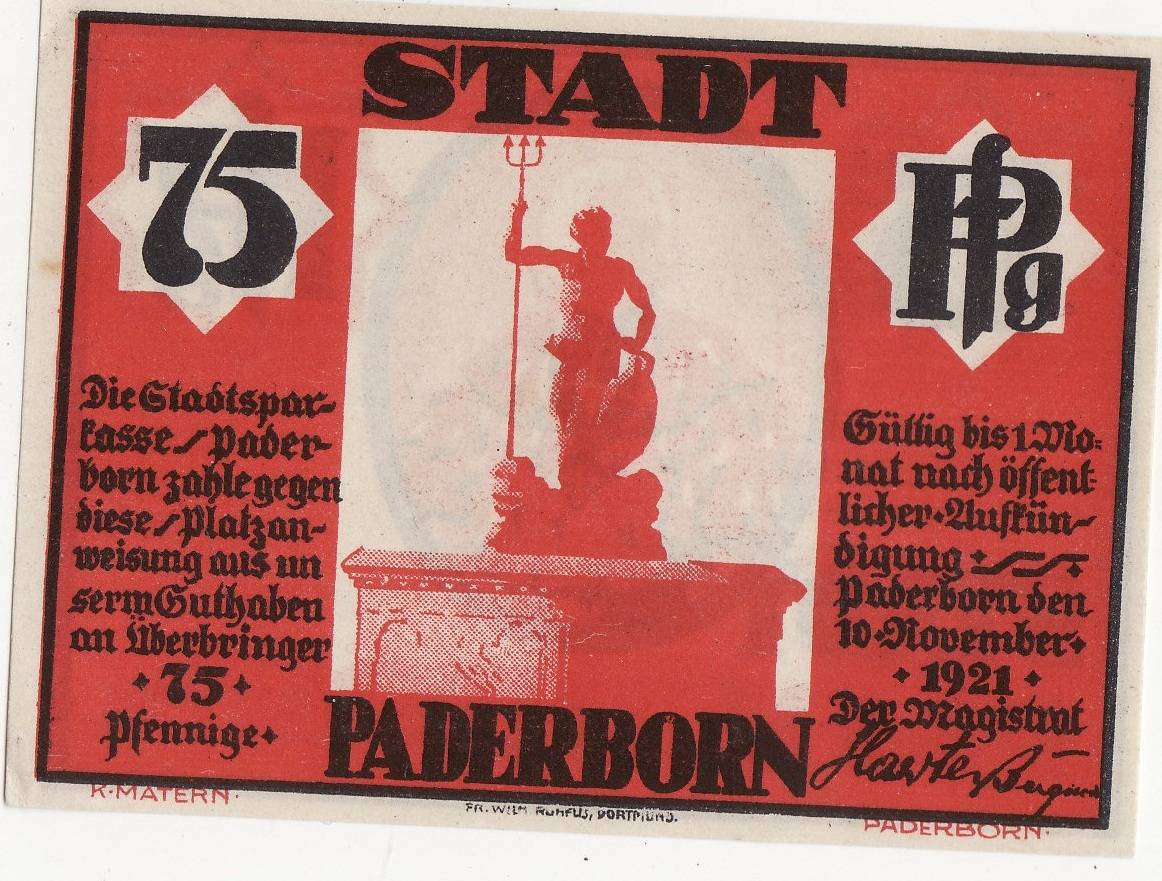 STADT
75
Pfg
Die Stadtspar-
kasse Pader-
born zahle gegen
diese Platzan-
weisung aus un
serm Guthaben
an Überbringer
75
Pfennige
Gültig bis 1 Mo=
nat nach öffent-
licher Aufkün-
digung
Paderborn den
10 November
1921
Der Magistrat
PADERBORN
K·MATERN·
FR. WILH. RUHFUS, DORTMUND.
PADERBORN·